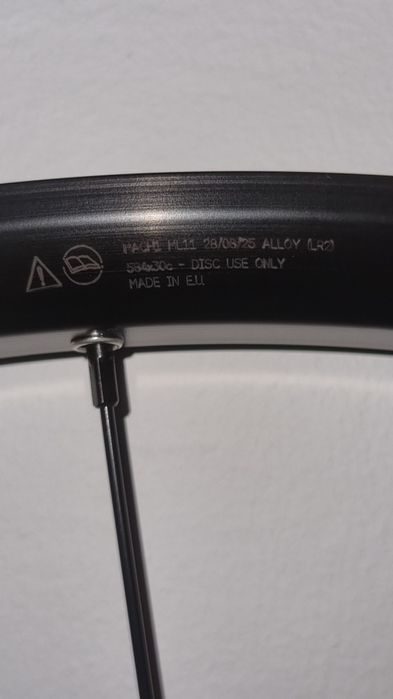 MACH1 ML11 28/08/25 ALLOY (LR2)
584x30c - DISC USE ONLY
MADE IN E.U.